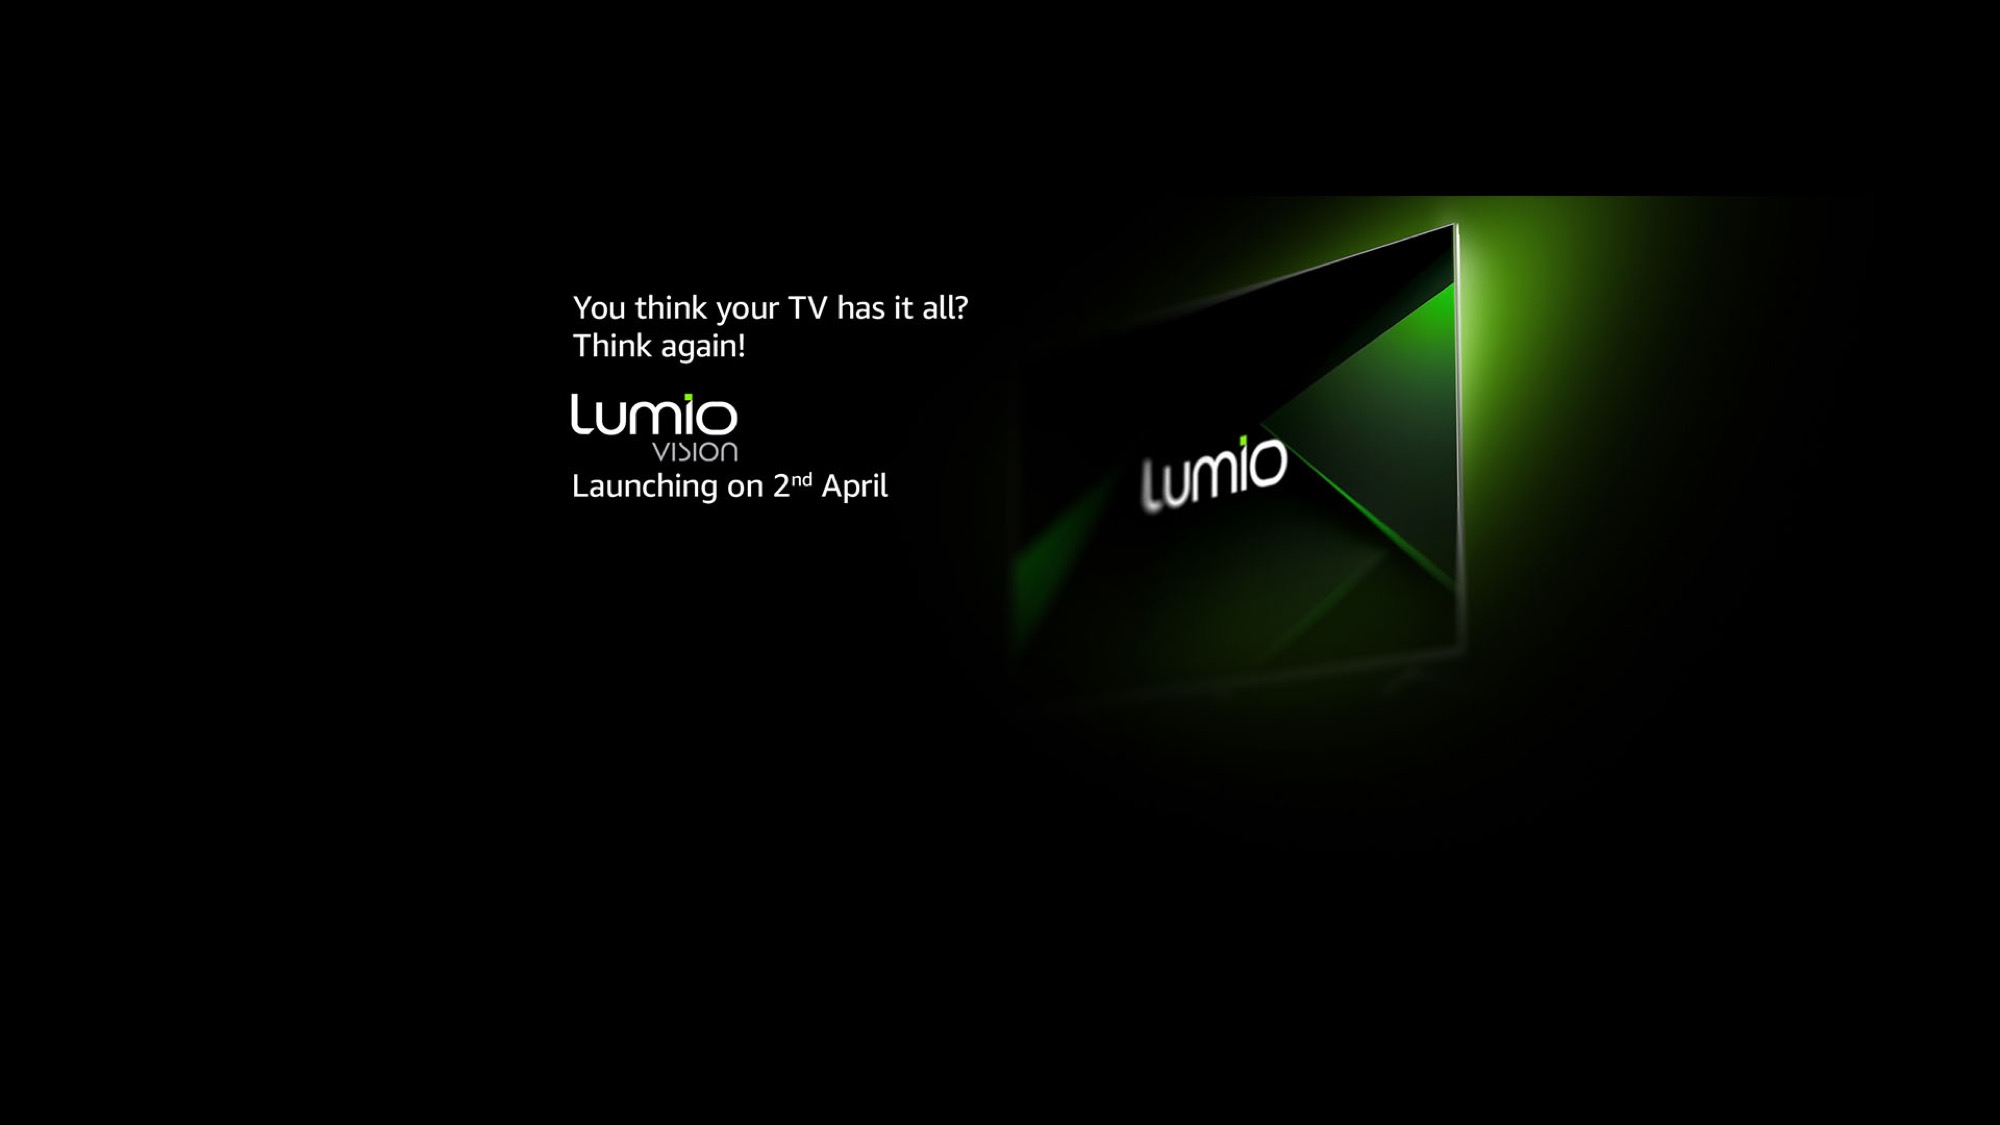 You think your TV has it all?
Think again!
Lumio
VISION
Launching on 2nd April
Lumio